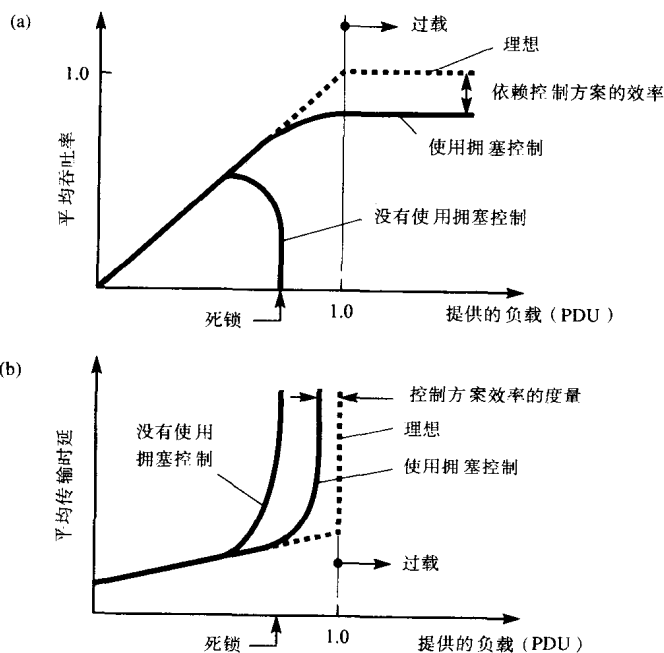 (a)
过载
理想
1.0
依赖控制方案的效率
使用拥塞控制
平均吞吐率
没有使用拥塞控制
死锁
1.0
提供的负载(PDU)
(b)
控制方案效率的度量
没有使用
拥塞控制
理想
使用拥塞控制
平均传输时延
过载
死锁
1.0
提供的负载(PDU)